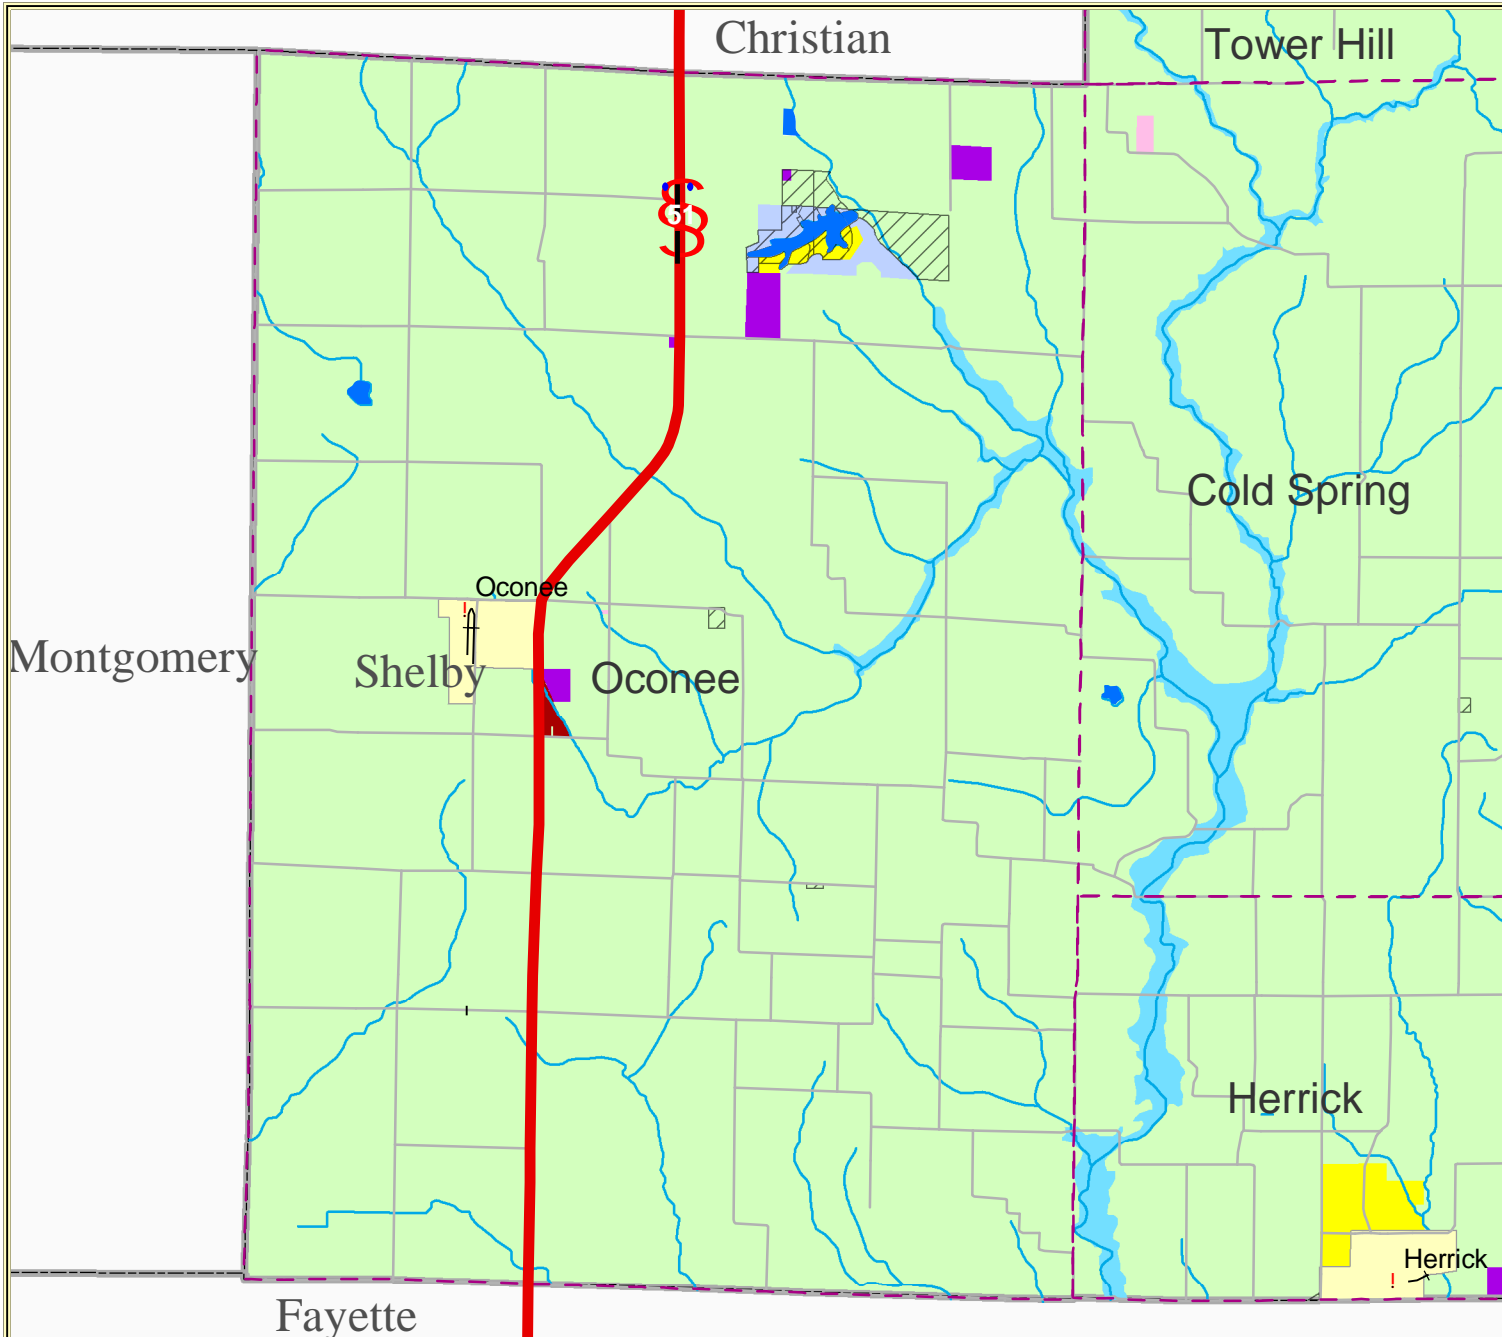 Christian
Tower Hill
51
Cold Spring
Oconee
!
Montgomery
Shelby
Oconee
Herrick
Herrick
!
Fayette